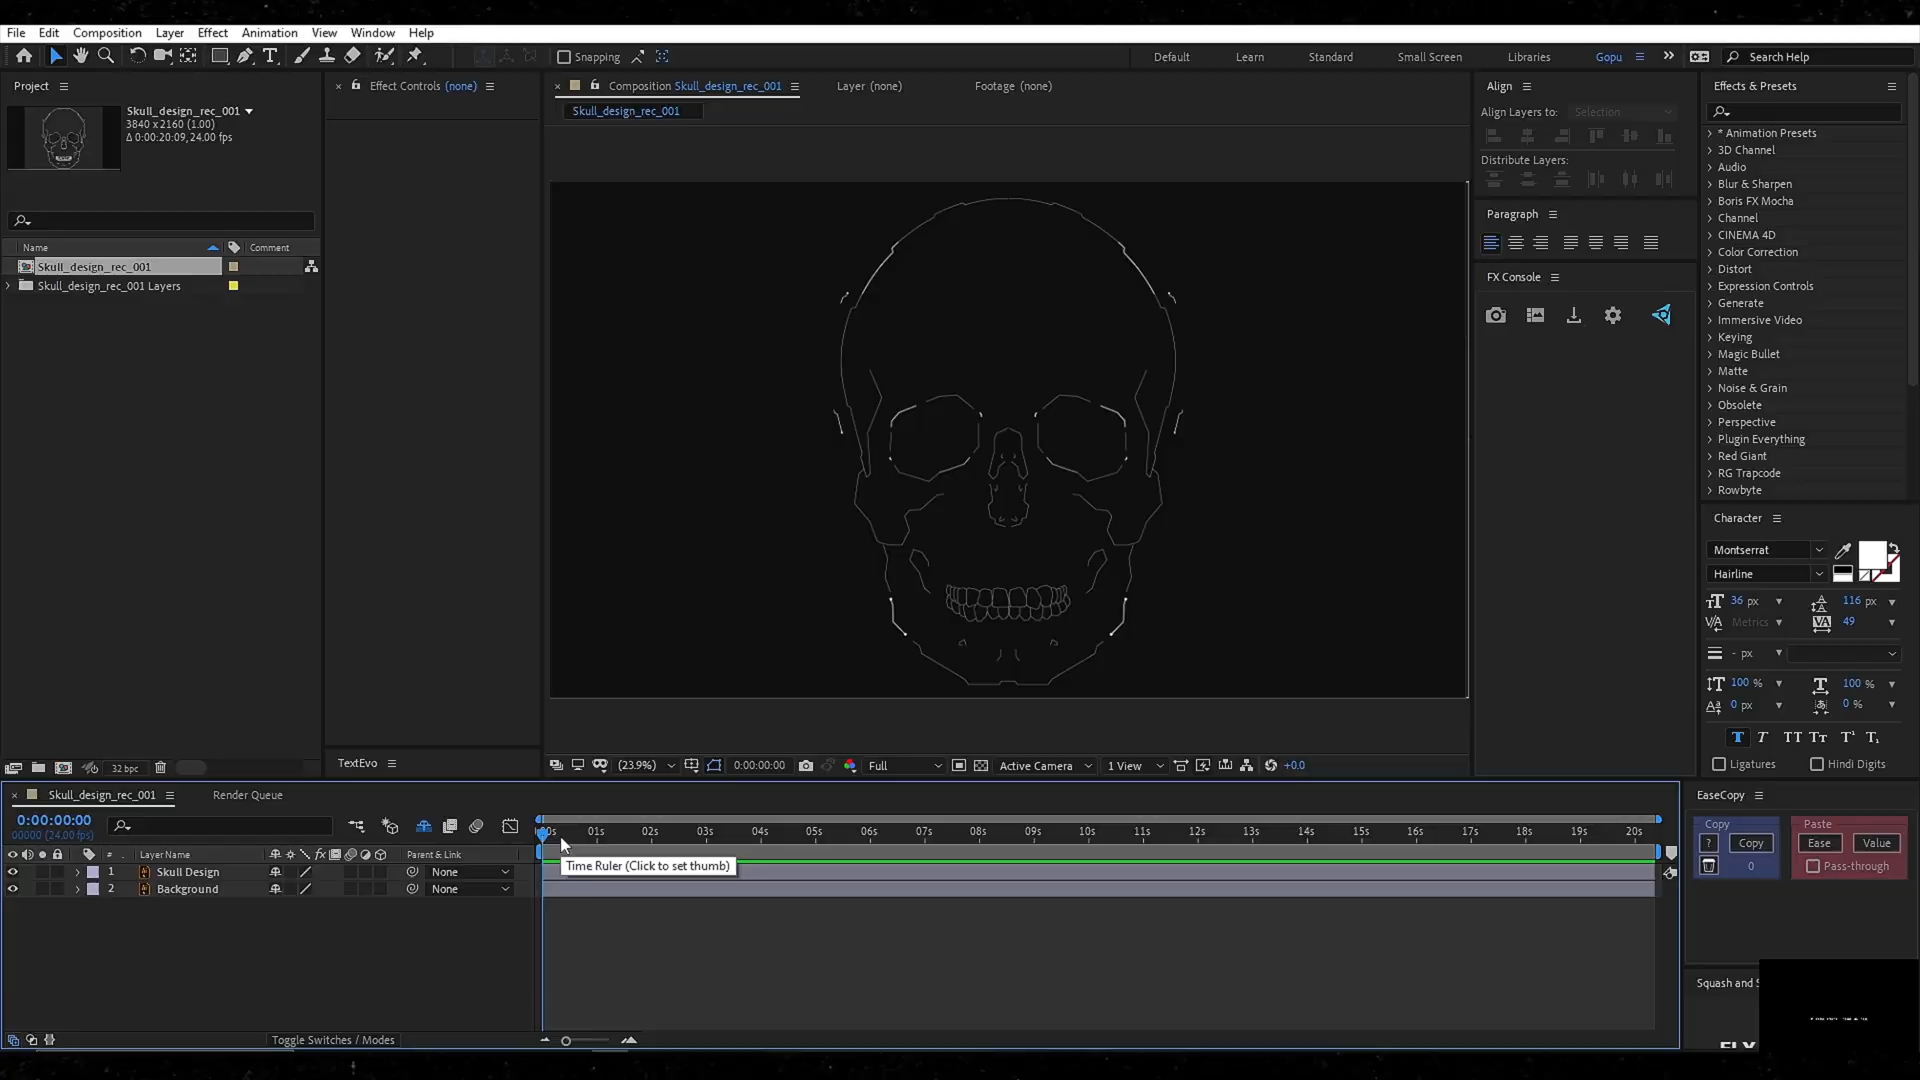 File Edit Composition Layer Effect Animation View Window Help
Snapping Default Learn Standard Small Screen Libraries Gopu Search Help
Project
Skull_design_rec_001
3840 x 2160 (1.00)
Δ 0:00:20:09, 24.00 fps
Name Comment
Skull_design_rec_001
Skull_design_rec_001 Layers
32 bpc
Effect Controls (none)
TextEvo
Composition Skull_design_rec_001 Layer (none) Footage (none)
Skull_design_rec_001
(23.9%) 0:00:00:00 Full Active Camera 1 View +0.0
Align
Align Layers to: Selection
Distribute Layers:
Paragraph
FX Console
Effects & Presets
* Animation Presets
3D Channel
Audio
Blur & Sharpen
Boris FX Mocha
Channel
CINEMA 4D
Color Correction
Distort
Expression Controls
Generate
Immersive Video
Keying
Magic Bullet
Matte
Noise & Grain
Obsolete
Perspective
Plugin Everything
Red Giant
RG Trapcode
Rowbyte
Character
Montserrat
Hairline
36 px 116 px
Metrics 49
- px
100 % 100 %
0 px 0 %
T T TT Tt T¹ T₁
Ligatures Hindi Digits
Skull_design_rec_001 Render Queue
0:00:00:00
00000 (24.00 fps)
01s 02s 03s 04s 05s 06s 07s 08s 09s 10s 11s 12s 13s 14s 15s 16s 17s 18s 19s 20s
# Layer Name fx Parent & Link
1 Skull Design None
2 Background None
Time Ruler (Click to set thumb)
Toggle Switches / Modes
EaseCopy
Copy Paste
? Copy Ease Value
0 Pass-through
Squash and